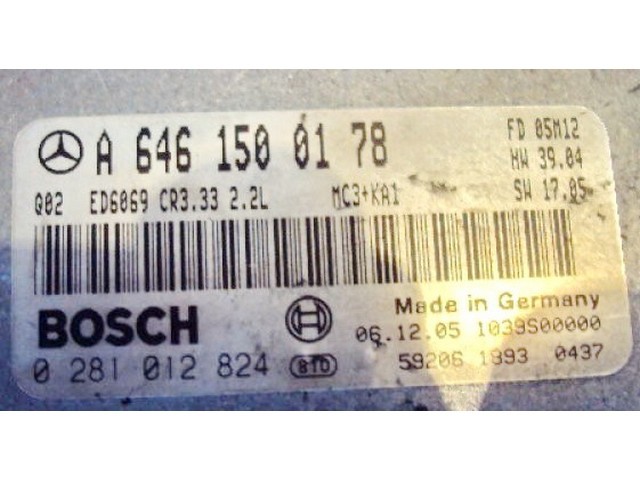 A 646 150 01 78
FD 05M12
HW 39.04
SW 17.05
Q02 ED6069 CR3.33 2.2L MC3+KA1
BOSCH
Made in Germany
06.12.05 1039S00000
0 281 012 824
59206 1893 0437